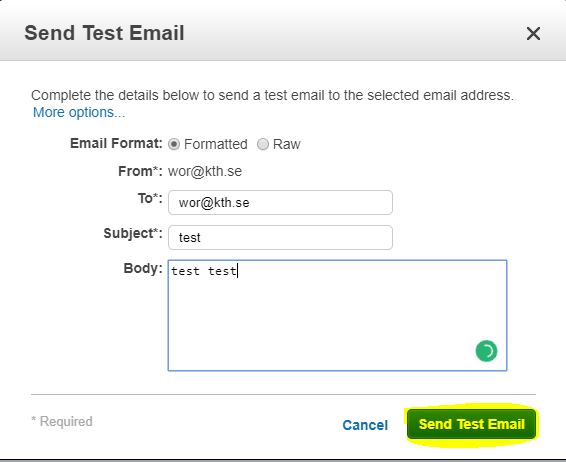 Send Test Email
Complete the details below to send a test email to the selected email address.
More options...
Email Format: Formatted Raw
From*: wor@kth.se
To*: wor@kth.se
Subject*: test
Body: test test
* Required Cancel Send Test Email